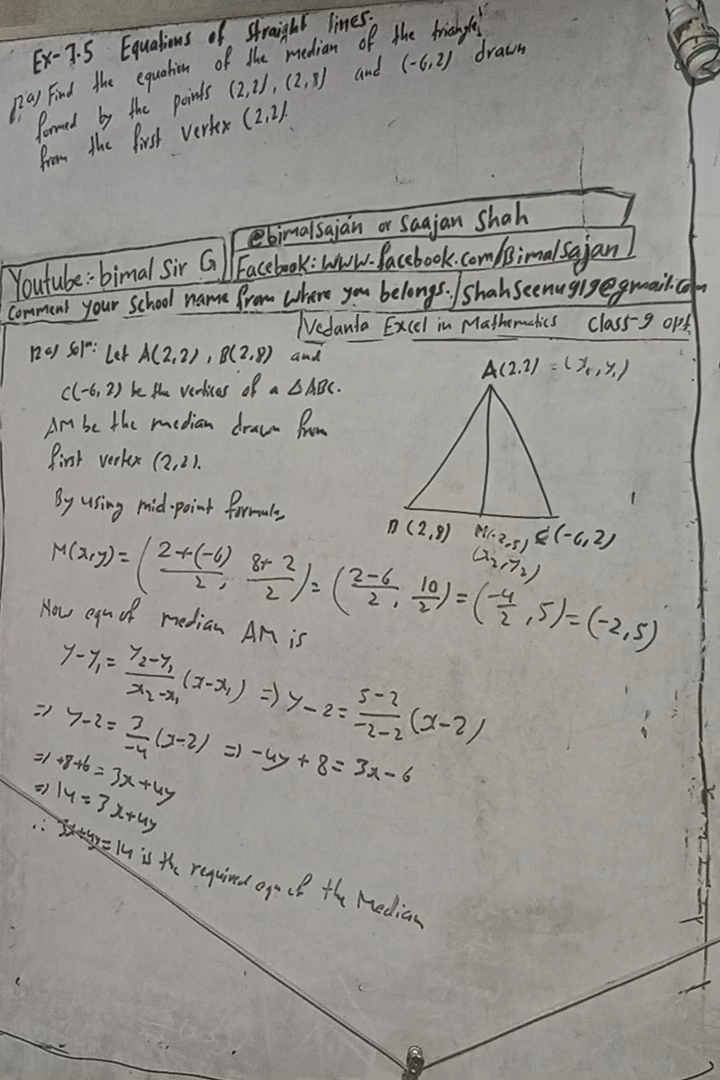 Ex-7.5 Equations of Straight lines.
12.a) Find the equation of the median of the triangle
formed by the points (2,2), (2,8) and (-6,2) drawn
from the first vertex (2,2).
@bimalsajan or Saajan Shah
Youtube:- bimal Sir G
Facebook: www.facebook.com/Bimalsajan
Comment your School name from where you belongs. shahseenu919@gmail.com
Vedanta Excel in Mathematics Class-9 opt
12 a) Solⁿ: Let A(2,2), B(2,8) and
C(-6,2) be the vertices of a △ABC.
AM be the median drawn from
first vertex (2,2).
A(2,2) = (x₁, y₁)
B(2,8) M(-2,5) C(-6,2)
(x₂, y₂)
By using mid-point formula,
M(x,y) = (2+(-6)/2, 8+2/2) = (2-6/2, 10/2) = (-4/2, 5) = (-2,5)
Now eqn of median AM is
y-y₁ = y₂-y₁/x₂-x₁ (x-x₁) => y-2 = 5-2/-2-2 (x-2)
=> y-2 = 3/-4 (x-2) => -4y+8 = 3x-6
=> +8+6 = 3x+4y
=> 14 = 3x+4y
∴ 3x+4y=14 is the required eqn of the Median